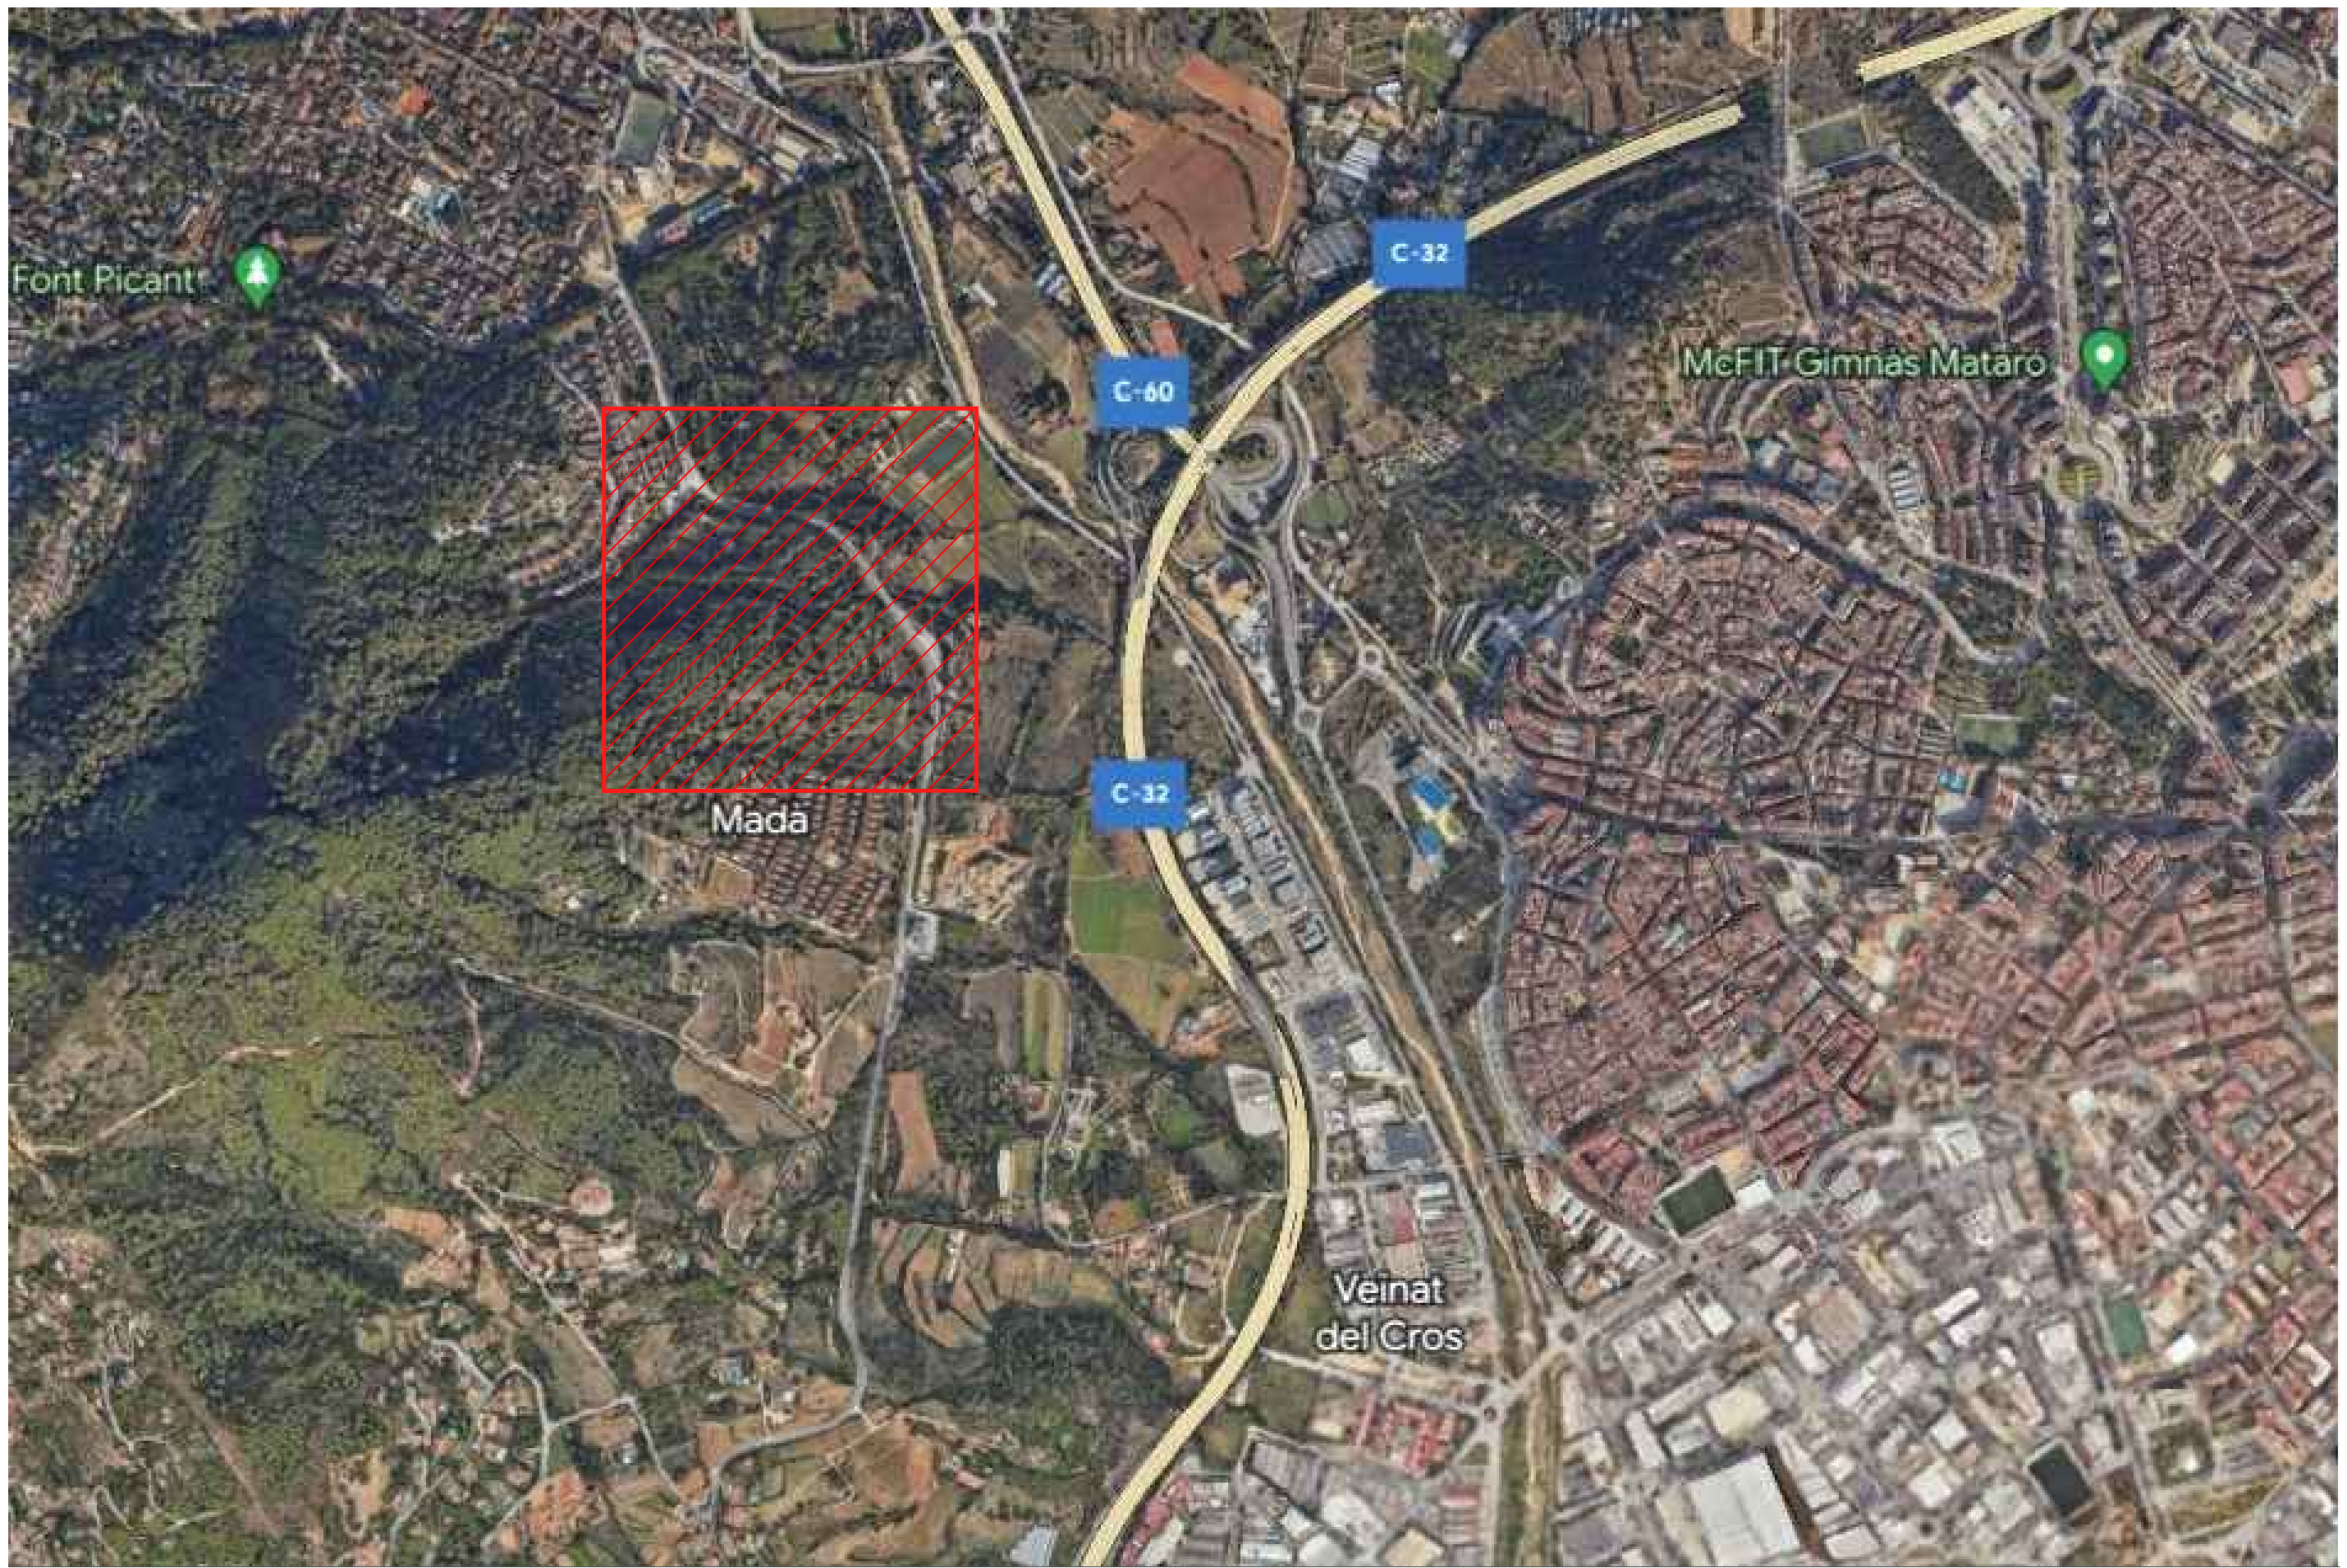 C-32
Font Picant
C-60
McFIT Gimnàs Mataró
C-32
Madà
Veïnat
del Cros